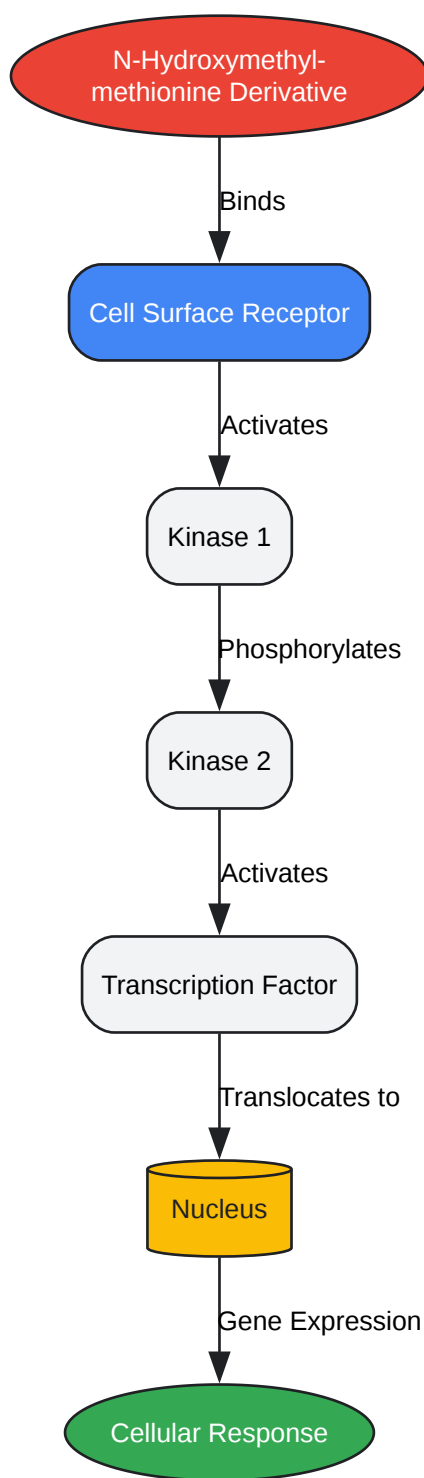 N-Hydroxymethyl-
methionine Derivative
Binds
Cell Surface Receptor
Activates
Kinase 1
Phosphorylates
Kinase 2
Activates
Transcription Factor
Translocates to
Nucleus
Gene Expression
Cellular Response